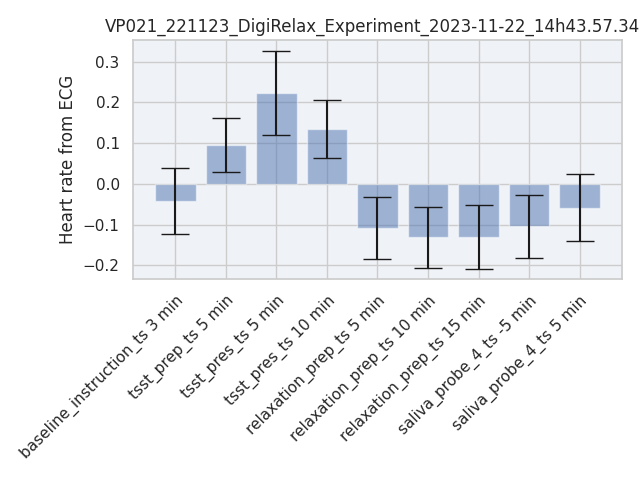 VP021_221123_DigiRelax_Experiment_2023-11-22_14h43.57.34
Heart rate from ECG
0.3
0.2
0.1
0.0
−0.1
−0.2
baseline_instruction_ts 3 min
tsst_prep_ts 5 min
tsst_pres_ts 5 min
tsst_pres_ts 10 min
relaxation_prep_ts 5 min
relaxation_prep_ts 10 min
relaxation_prep_ts 15 min
saliva_probe_4_ts -5 min
saliva_probe_4_ts 5 min